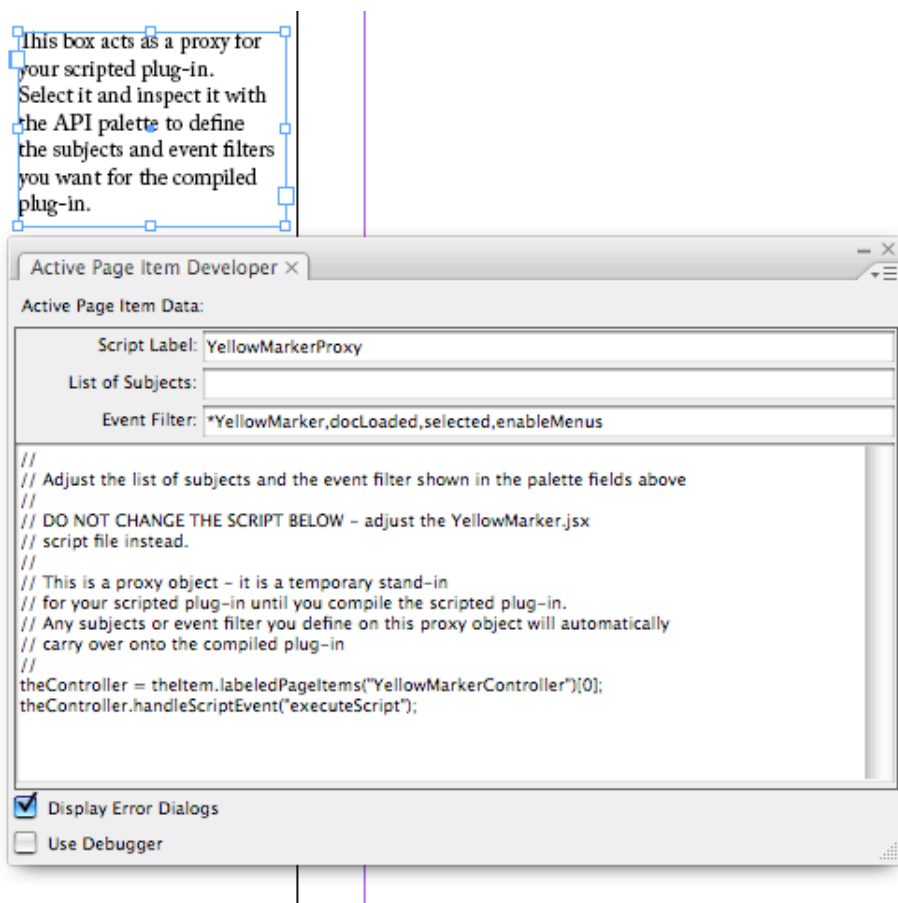 This box acts as a proxy for
your scripted plug-in.
Select it and inspect it with
the API palette to define
the subjects and event filters
you want for the compiled
plug-in.
Active Page Item Developer
Active Page Item Data:
Script Label: YellowMarkerProxy
List of Subjects:
Event Filter: *YellowMarker,docLoaded,selected,enableMenus
//
// Adjust the list of subjects and the event filter shown in the palette fields above
//
// DO NOT CHANGE THE SCRIPT BELOW - adjust the YellowMarker.jsx
// script file instead.
//
// This is a proxy object - it is a temporary stand-in
// for your scripted plug-in until you compile the scripted plug-in.
// Any subjects or event filter you define on this proxy object will automatically
// carry over onto the compiled plug-in
//
theController = theItem.labeledPageItems("YellowMarkerController")[0];
theController.handleScriptEvent("executeScript");
Display Error Dialogs
Use Debugger